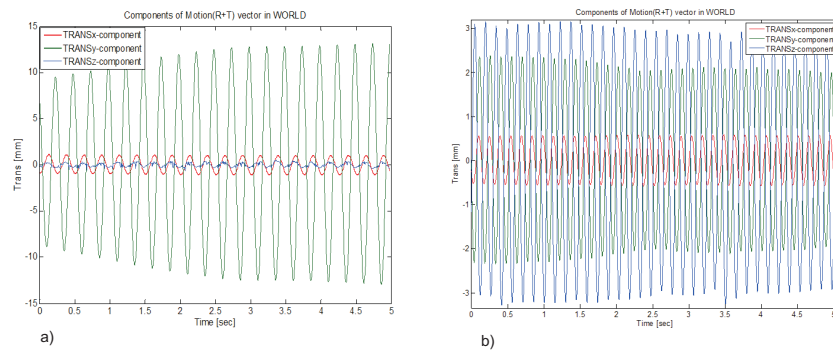 Components of Motion(R+T) vector in WORLD
TRANSx-component
TRANSy-component
TRANSz-component
Trans [mm]
15
10
5
0
-5
-10
-15
0 0.5 1 1.5 2 2.5 3 3.5 4 4.5 5
Time [sec]
a)
Components of Motion(R+T) vector in WORLD
TRANSx-component
TRANSy-component
TRANSz-component
Trans [mm]
3
2
1
0
-1
-2
-3
0 0.5 1 1.5 2 2.5 3 3.5 4 4.5 5
Time [sec]
b)